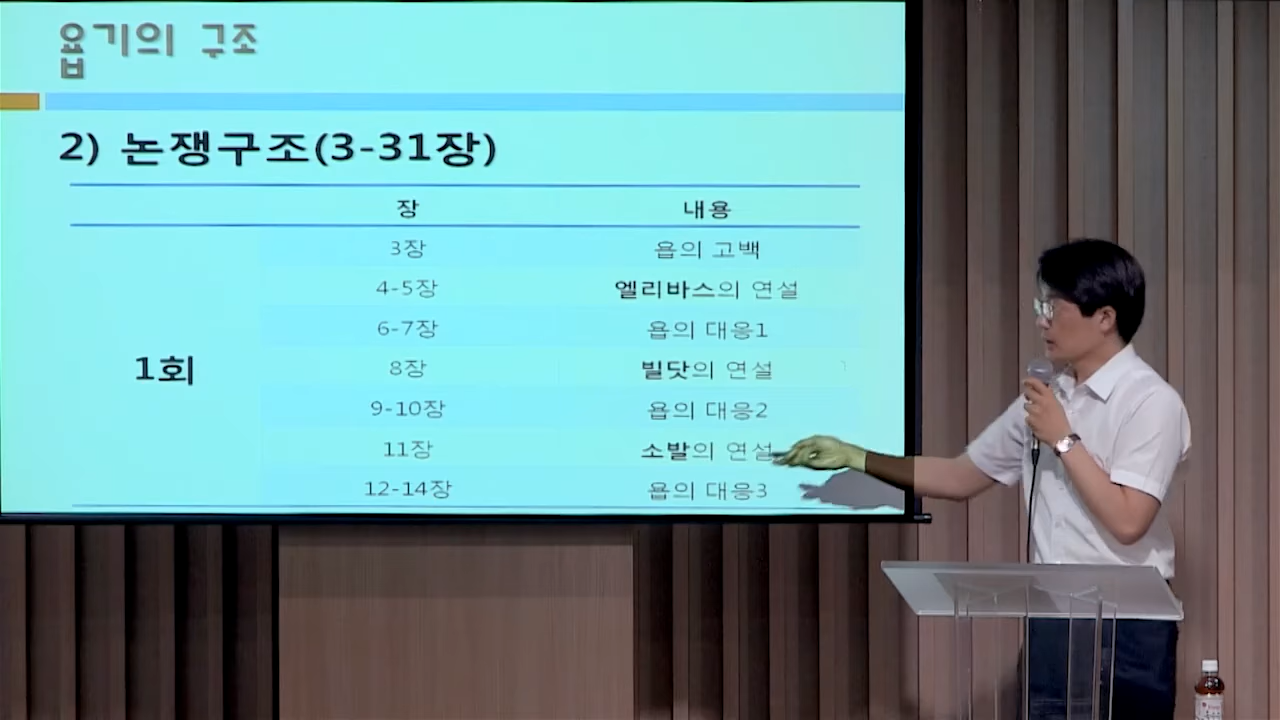 욥기의 구조
2) 논쟁구조(3-31장)
장 내용
3장 욥의 고백
4-5장 엘리바스의 연설
6-7장 욥의 대응1
1회
8장 빌닷의 연설
9-10장 욥의 대응2
11장 소발의 연설
12-14장 욥의 대응3